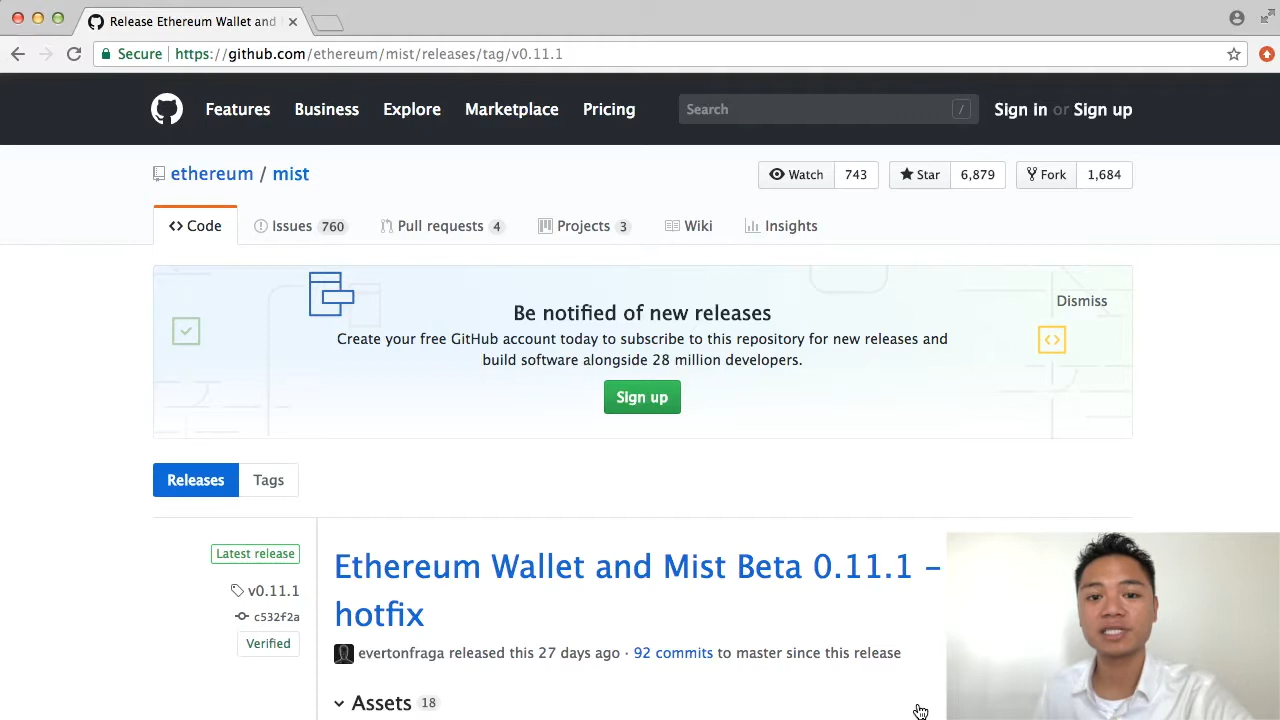 Release Ethereum Wallet and
Secure https://github.com/ethereum/mist/releases/tag/v0.11.1
Features Business Explore Marketplace Pricing Search / Sign in or Sign up
ethereum / mist Watch 743 Star 6,879 Fork 1,684
<> Code Issues 760 Pull requests 4 Projects 3 Wiki Insights
Be notified of new releases
Dismiss
Create your free GitHub account today to subscribe to this repository for new releases and
build software alongside 28 million developers.
Sign up
Releases Tags
Latest release
v0.11.1
c532f2a
Verified
Ethereum Wallet and Mist Beta 0.11.1 –
hotfix
evertonfraga released this 27 days ago · 92 commits to master since this release
Assets 18